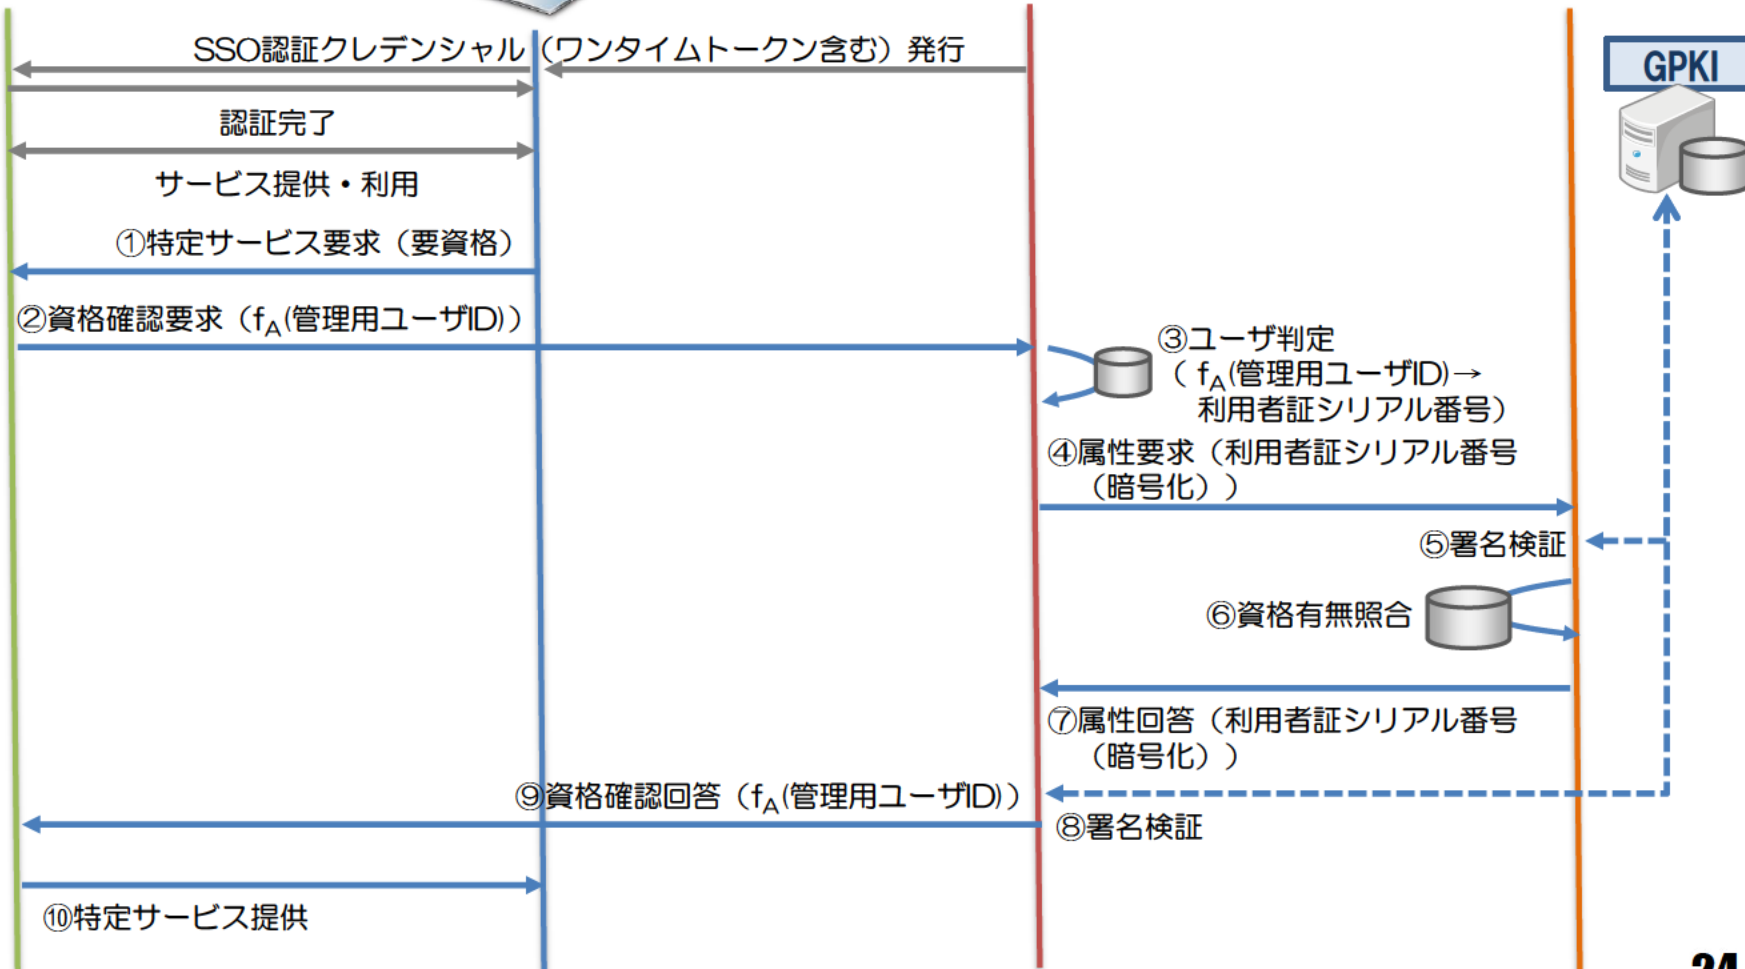 SSO認証クレデンシャル（ワンタイムトークン含む）発行
GPKI
認証完了
サービス提供・利用
①特定サービス要求（要資格）
②資格確認要求（fA(管理用ユーザID)）
③ユーザ判定
（ fA(管理用ユーザID)→
利用者証シリアル番号）
④属性要求（利用者証シリアル番号
（暗号化））
⑤署名検証
⑥資格有無照合
⑦属性回答（利用者証シリアル番号
（暗号化））
⑨資格確認回答（fA(管理用ユーザID)）
⑧署名検証
⑩特定サービス提供